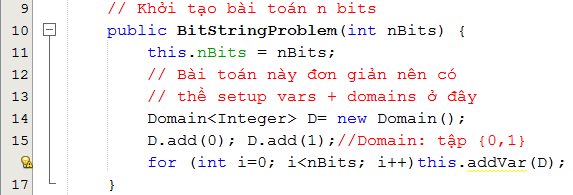 9 // Khởi tạo bài toán n bits
10 public BitStringProblem(int nBits) {
11 this.nBits = nBits;
12 // Bài toán này đơn giản nên có
13 // thể setup vars + domains ở đây
14 Domain<Integer> D= new Domain();
15 D.add(0); D.add(1);//Domain: tập {0,1}
for (int i=0; i<nBits; i++)this.addVar(D);
17 }